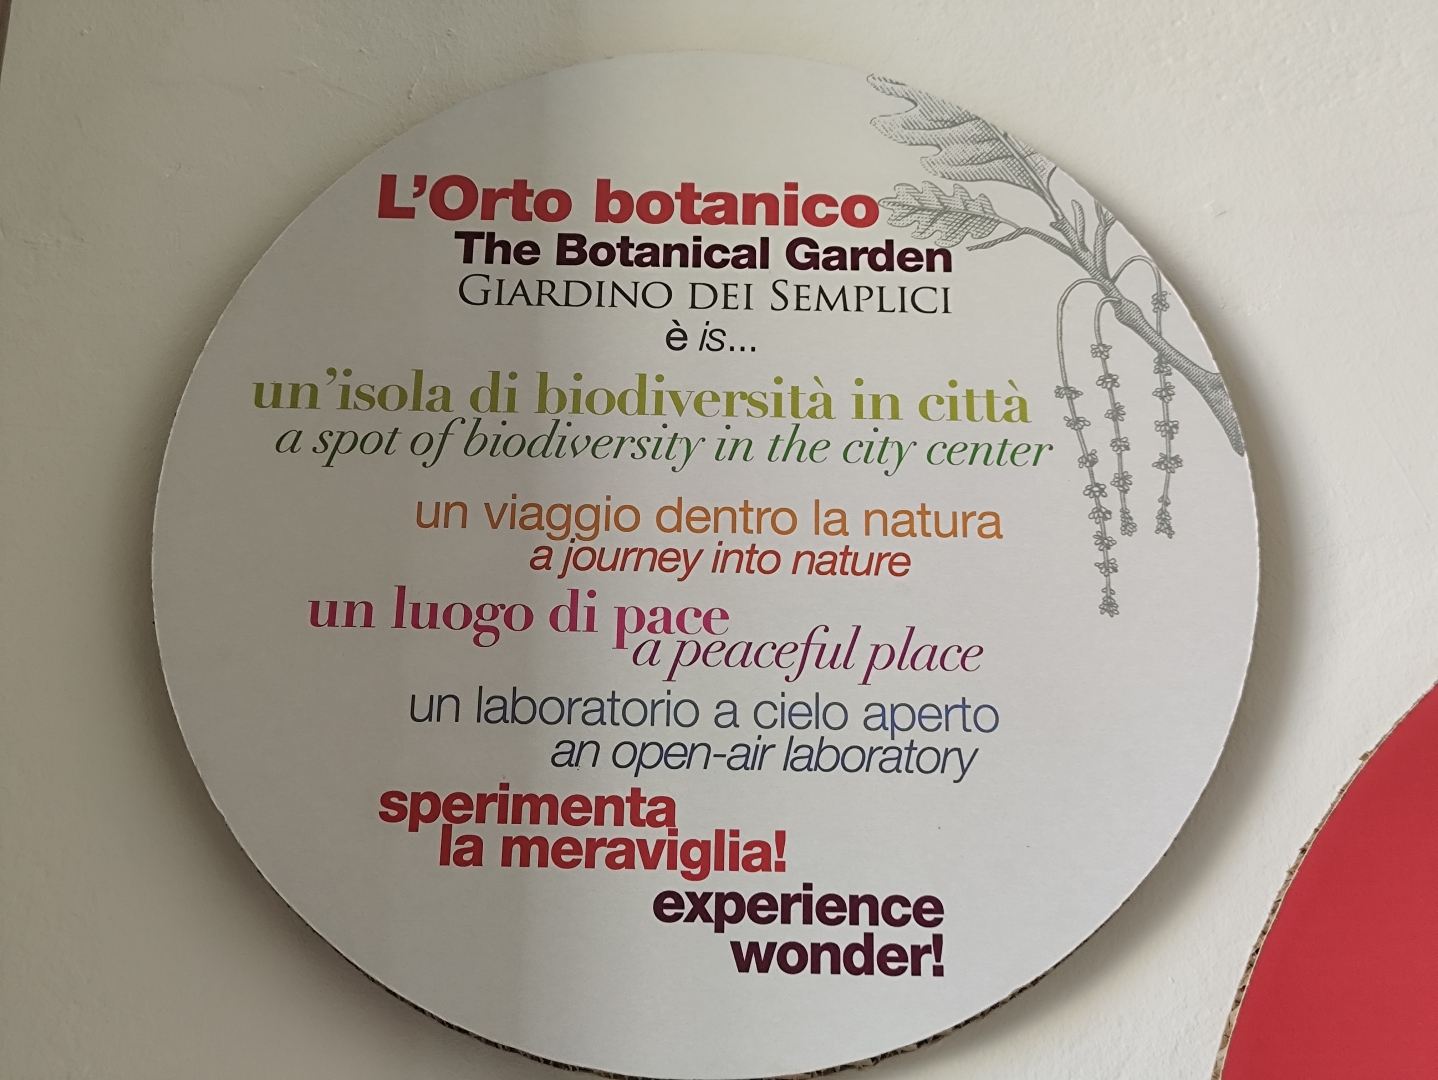 L'Orto botanico
The Botanical Garden
GIARDINO DEI SEMPLICI
è is...
un'isola di biodiversità in città
a spot of biodiversity in the city center
un viaggio dentro la natura
a journey into nature
un luogo di pace
a peaceful place
un laboratorio a cielo aperto
an open-air laboratory
sperimenta
la meraviglia!
experience
wonder!